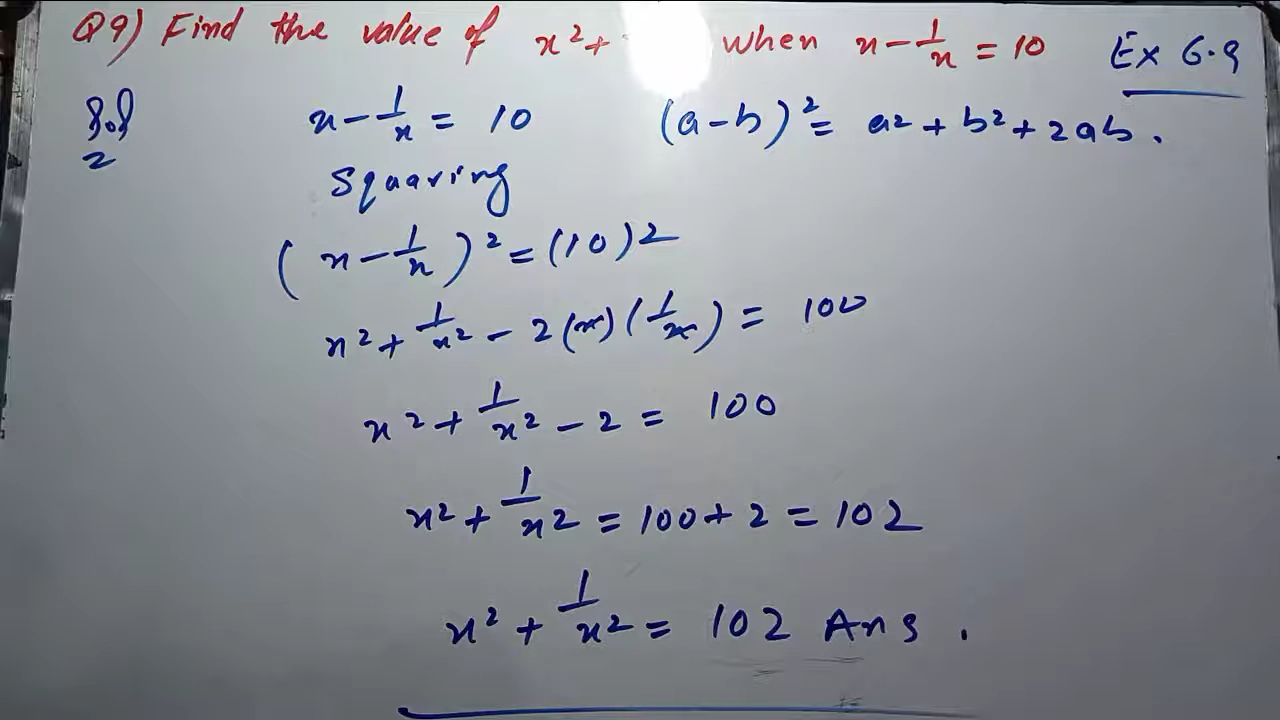 Q9) Find the value of x² + when x - 1/x = 10 Ex 6.9
Sol
x - 1/x = 10 (a-b)² = a² + b² + 2ab.
Squaring
(x - 1/x)² = (10)²
x² + 1/x² - 2(x)(1/x) = 100
x² + 1/x² - 2 = 100
x² + 1/x² = 100 + 2 = 102
x² + 1/x² = 102 Ans.